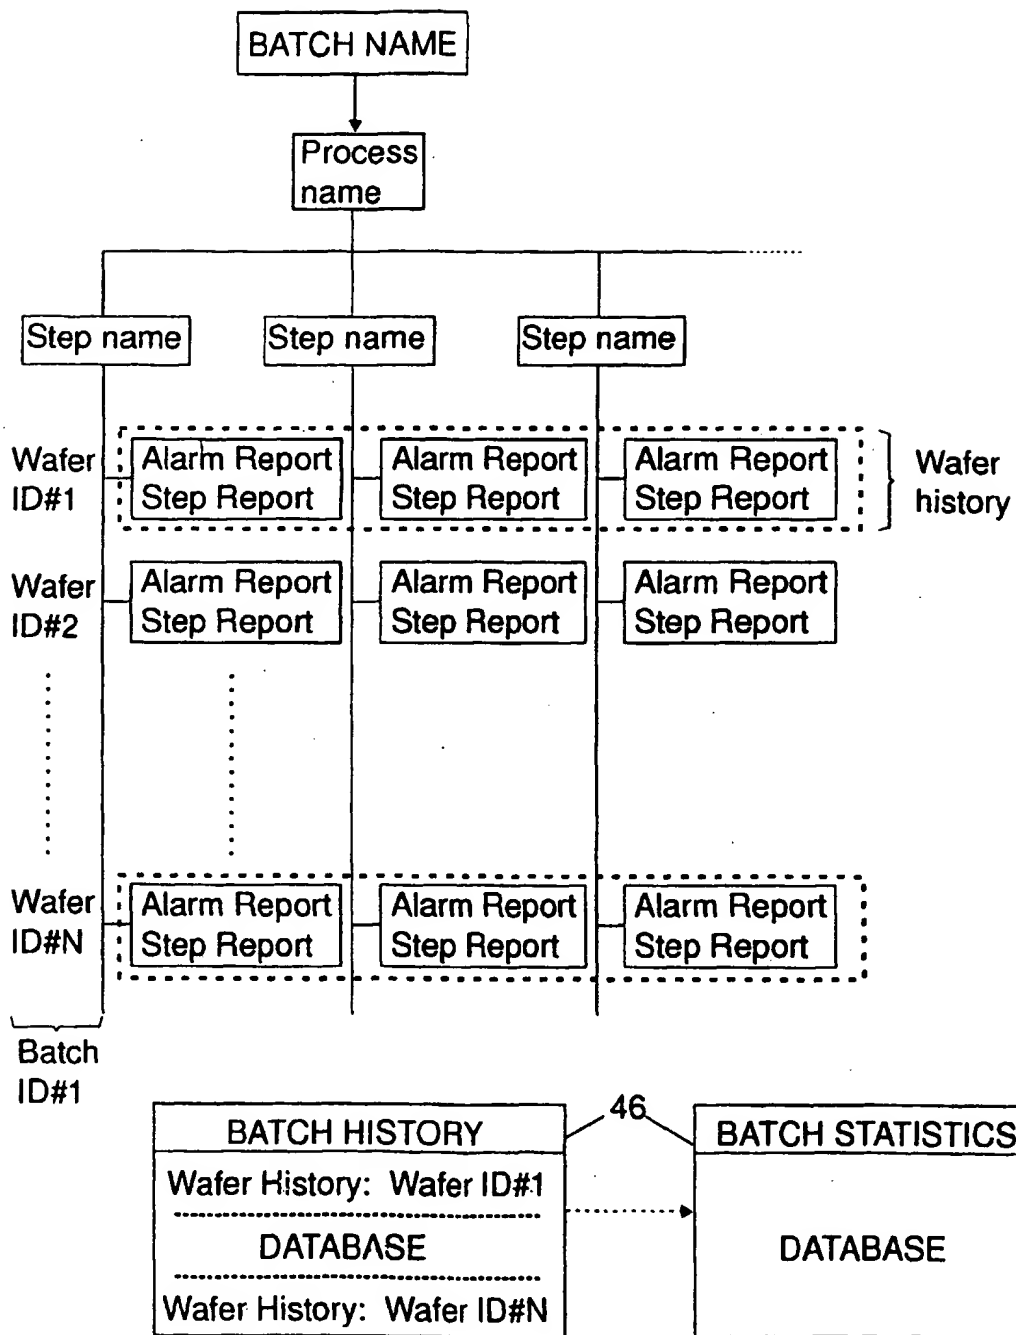 BATCH NAME
Process
name
Step name
Step name
Step name
Wafer
ID#1
Alarm Report
Step Report
Alarm Report
Step Report
Alarm Report
Step Report
Wafer
history
Wafer
ID#2
Alarm Report
Step Report
Alarm Report
Step Report
Alarm Report
Step Report
Wafer
ID#N
Alarm Report
Step Report
Alarm Report
Step Report
Alarm Report
Step Report
Batch
ID#1
46
BATCH HISTORY
Wafer History: Wafer ID#1
DATABASE
Wafer History: Wafer ID#N
BATCH STATISTICS
DATABASE